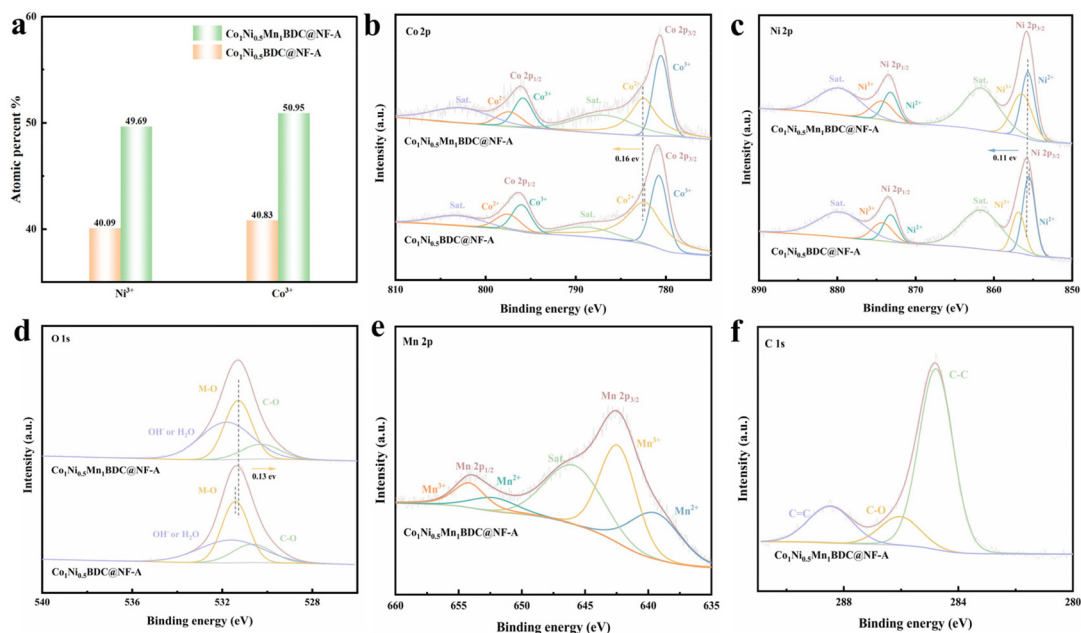 a
Co₁Ni₀.₅Mn₁BDC@NF-A
Co₁Ni₀.₅BDC@NF-A
Atomic percent %
60
50
40
40.09
49.69
40.83
50.95
Ni³⁺
Co³⁺
b
Co 2p
Co 2p₃/₂
Co³⁺
Co²⁺
Co 2p₁/₂
Sat.
Co²⁺
Co³⁺
Sat.
Co₁Ni₀.₅Mn₁BDC@NF-A
0.16 ev
Co 2p₃/₂
Co 2p₁/₂
Sat.
Co²⁺
Co³⁺
Sat.
Co²⁺
Co³⁺
Co₁Ni₀.₅BDC@NF-A
Intensity (a.u.)
810 800 790 780
Binding energy (eV)
c
Ni 2p
Ni 2p₃/₂
Ni 2p₁/₂
Sat.
Ni³⁺
Ni²⁺
Sat.
Ni³⁺
Ni²⁺
Co₁Ni₀.₅Mn₁BDC@NF-A
0.11 ev
Ni 2p₃/₂
Ni 2p₁/₂
Sat.
Ni³⁺
Ni²⁺
Sat.
Ni³⁺
Ni²⁺
Co₁Ni₀.₅BDC@NF-A
Intensity (a.u.)
890 880 870 860 850
Binding energy (eV)
d
O 1s
M-O
C-O
OH⁻ or H₂O
Co₁Ni₀.₅Mn₁BDC@NF-A
0.13 ev
M-O
OH⁻ or H₂O
C-O
Co₁Ni₀.₅BDC@NF-A
Intensity (a.u.)
540 536 532 528
Binding energy (eV)
e
Mn 2p
Mn 2p₃/₂
Mn³⁺
Sat.
Mn 2p₁/₂
Mn³⁺
Mn²⁺
Mn²⁺
Co₁Ni₀.₅Mn₁BDC@NF-A
Intensity (a.u.)
660 655 650 645 640 635
Binding energy (eV)
f
C 1s
C-C
C=C
C-O
Co₁Ni₀.₅Mn₁BDC@NF-A
Intensity (a.u.)
288 284 280
Binding energy (eV)